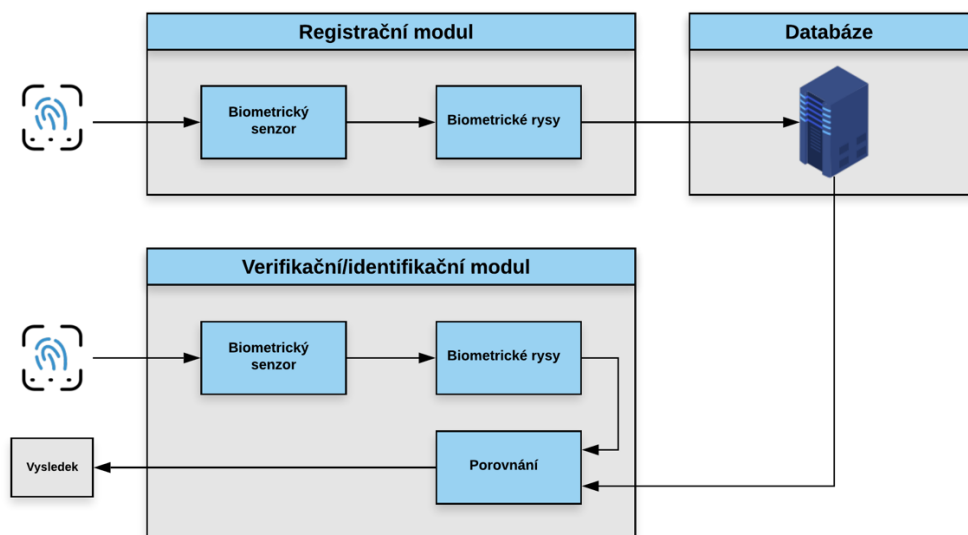 Registrační modul
Databáze
Biometrický
senzor
Biometrické rysy
Verifikační/identifikační modul
Biometrický
senzor
Biometrické rysy
Vysledek
Porovnání